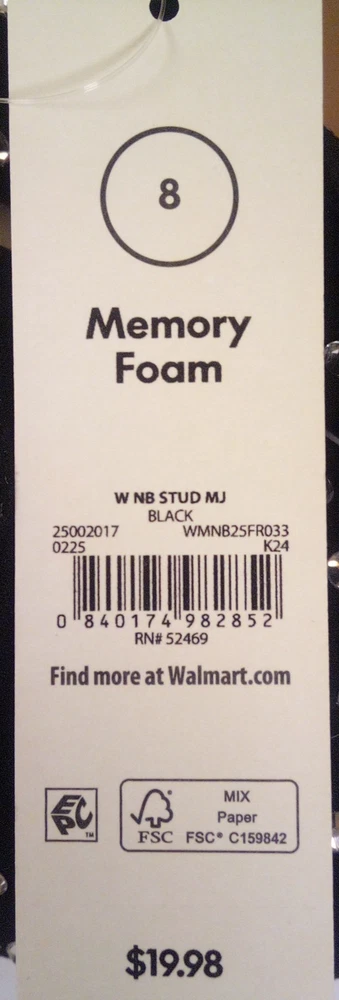 8
Memory
Foam
W NB STUD MJ
BLACK
25002017 WMNB25FR033
0225 K24
0 840174 982852
RN# 52469
Find more at Walmart.com
EPC TM
FSC
MIX
Paper
FSC® C159842
$19.98